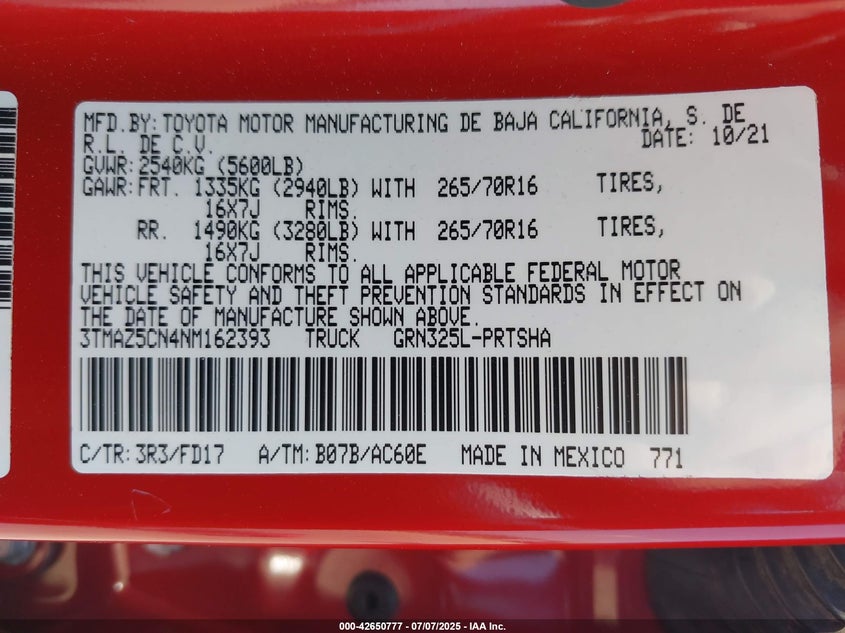 MFD.BY: TOYOTA MOTOR MANUFACTURING DE BAJA CALIFORNIA, S. DE
R.L. DE C.V. DATE: 10/21
GVWR: 2540KG (5600LB)
GAWR: FRT. 1335KG (2940LB) WITH 265/70R16 TIRES,
16X7J RIMS.
RR. 1490KG (3280LB) WITH 265/70R16 TIRES,
16X7J RIMS.
THIS VEHICLE CONFORMS TO ALL APPLICABLE FEDERAL MOTOR
VEHICLE SAFETY AND THEFT PREVENTION STANDARDS IN EFFECT ON
THE DATE OF MANUFACTURE SHOWN ABOVE.
3TMAZ5CN4NM162393 TRUCK GRN325L-PRTSHA
C/TR: 3R3/FD17 A/TM: B07B/AC60E MADE IN MEXICO 771
000-42650777 - 07/07/2025 - IAA Inc.